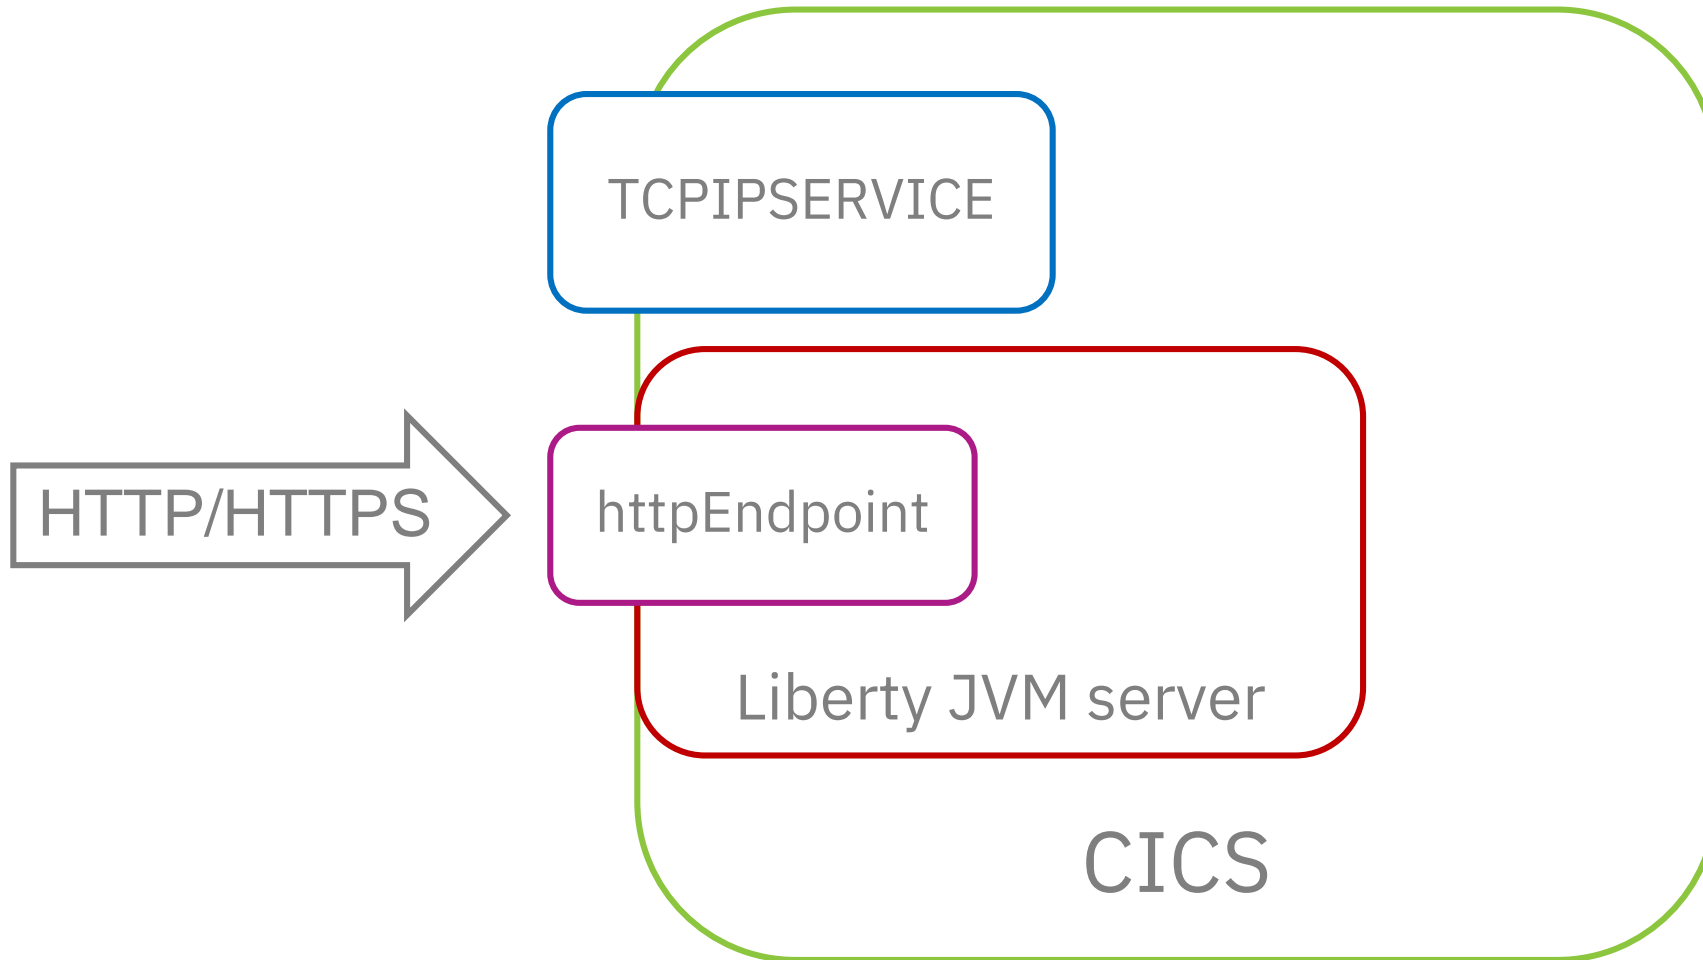 TCPIPSERVICE
HTTP/HTTPS
httpEndpoint
Liberty JVM server
CICS